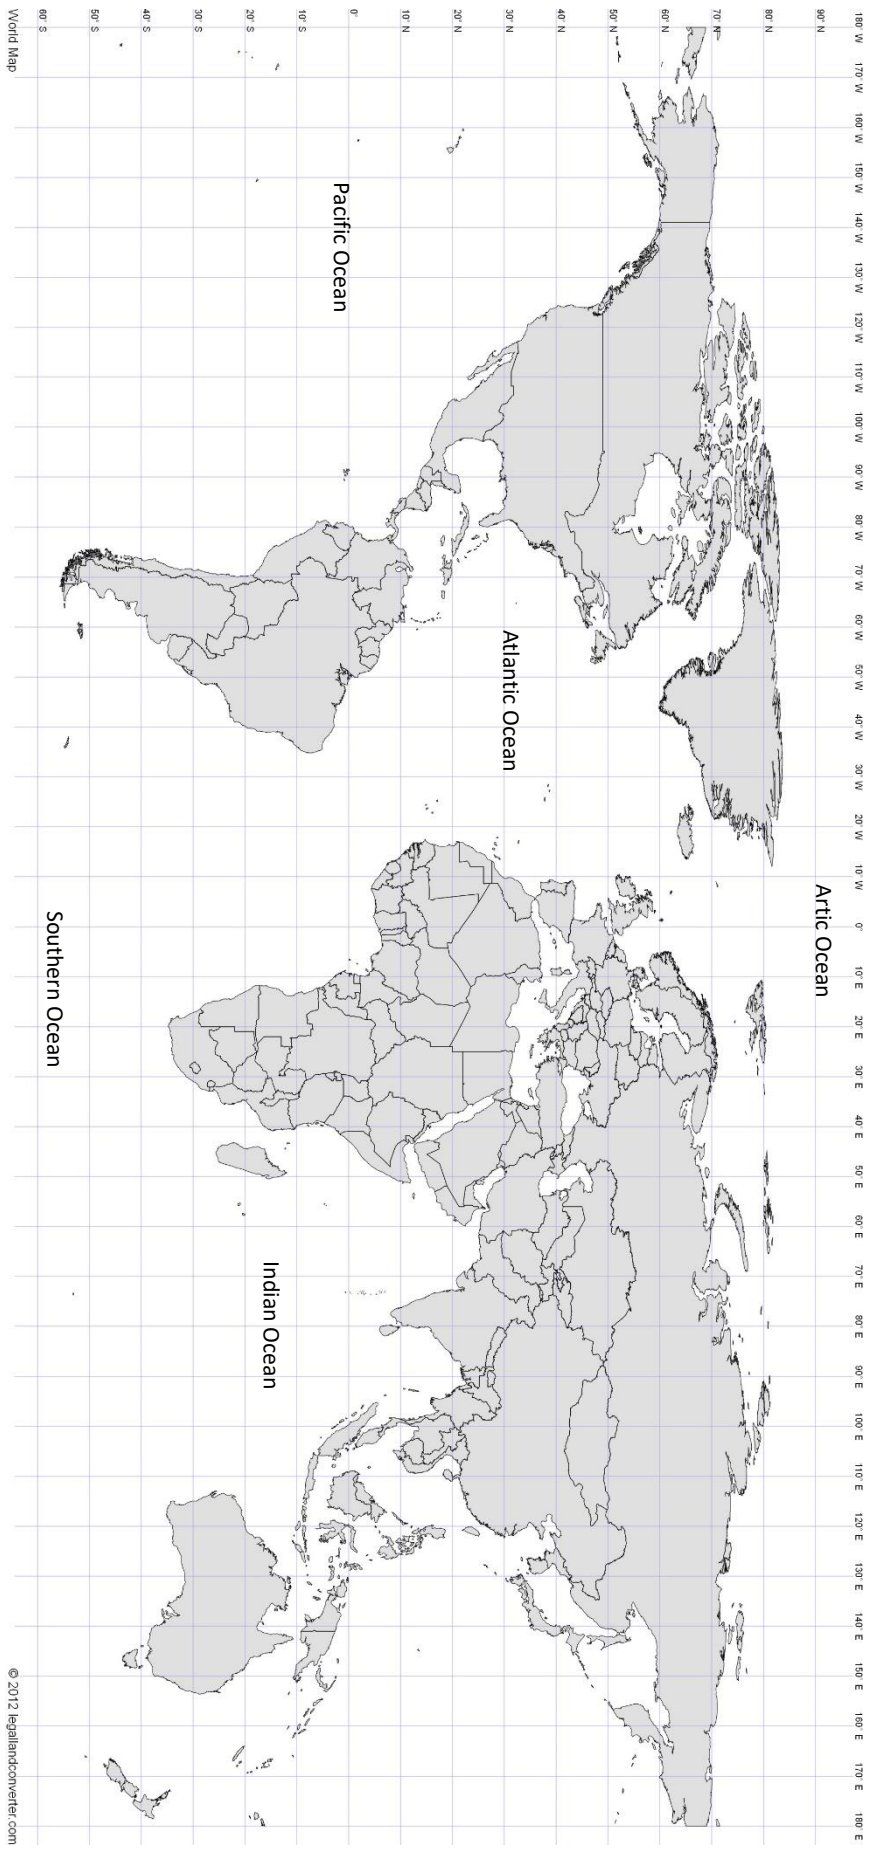 180° W 170° W 160° W 150° W 140° W 130° W 120° W 110° W 100° W 90° W 80° W 70° W 60° W 50° W 40° W 30° W 20° W 10° W 0° 10° E 20° E 30° E 40° E 50° E 60° E 70° E 80° E 90° E 100° E 110° E 120° E 130° E 140° E 150° E 160° E 170° E 180° E
90° N
Artic Ocean
80° N
70° N
60° N
50° N
40° N
30° N
Atlantic Ocean
20° N
10° N
0°
Pacific Ocean
10° S
Indian Ocean
20° S
30° S
40° S
50° S
Southern Ocean
60° S
World Map
© 2012 legallandconverter.com